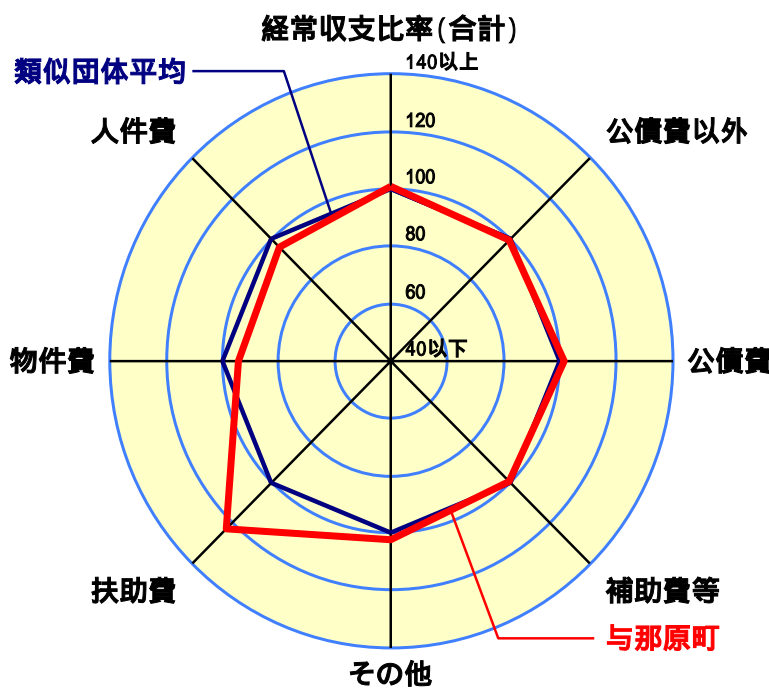 経常収支比率(合計)
140以上
類似団体平均
120
人件費
公債費以外
100
80
60
40以下
物件費
公債費
扶助費
補助費等
与那原町
その他